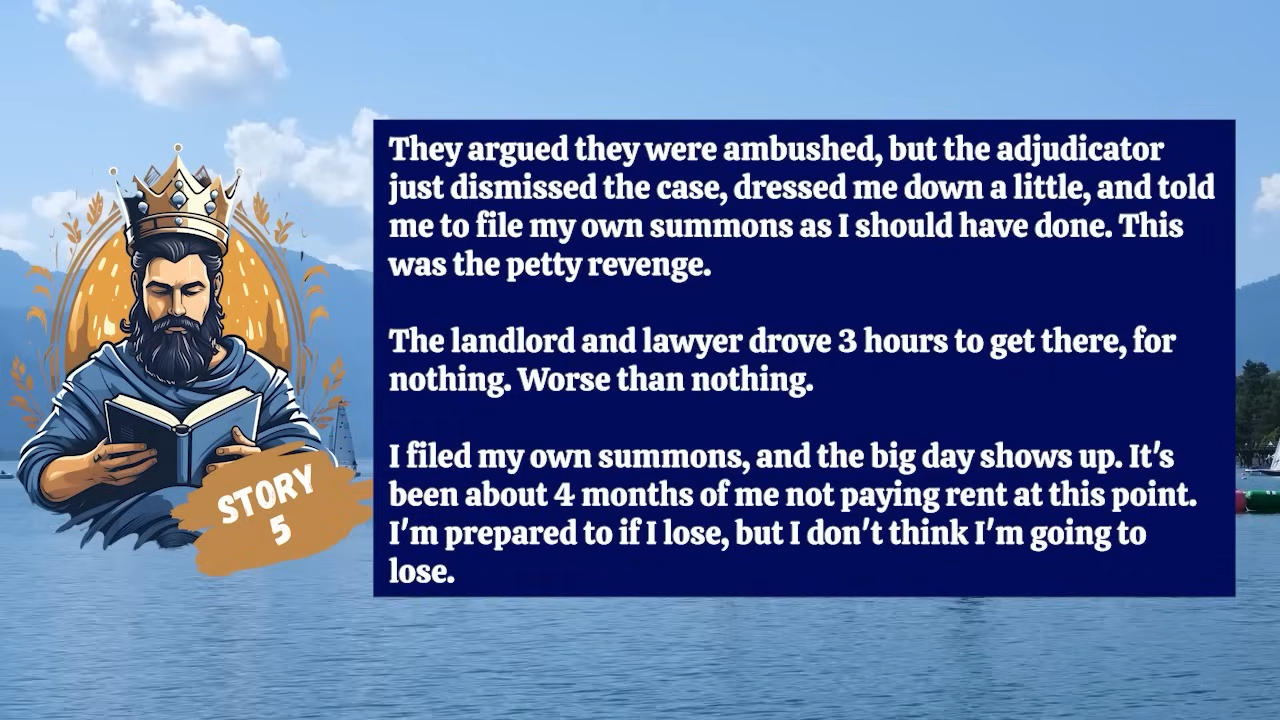 They argued they were ambushed, but the adjudicator
just dismissed the case, dressed me down a little, and told
me to file my own summons as I should have done. This
was the petty revenge.
The landlord and lawyer drove 3 hours to get there, for
nothing. Worse than nothing.
I filed my own summons, and the big day shows up. It's
been about 4 months of me not paying rent at this point.
I'm prepared to if I lose, but I don't think I'm going to
lose.
STORY
5